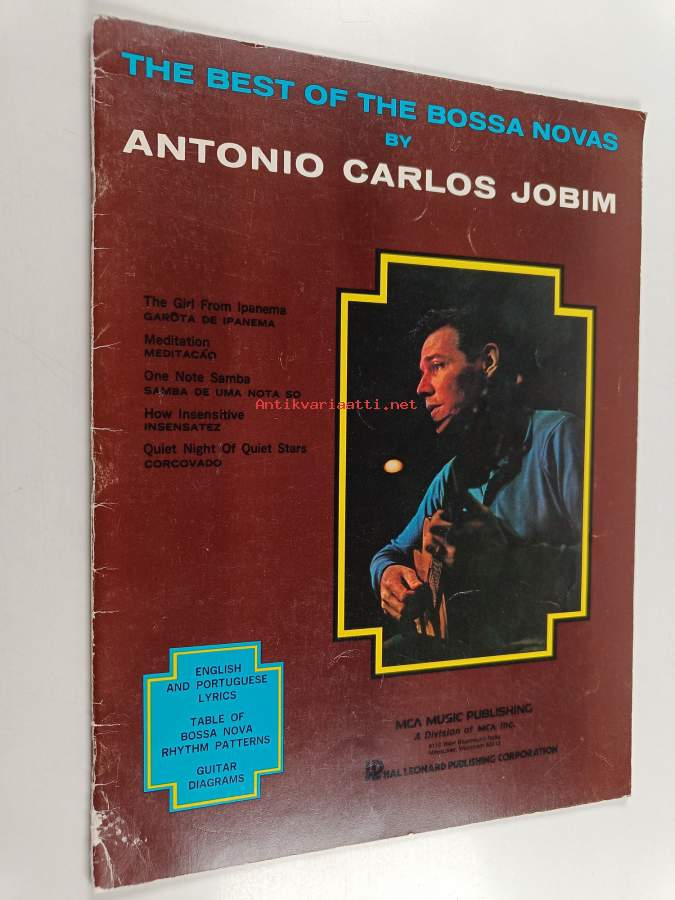 THE BEST OF THE BOSSA NOVAS
BY
ANTONIO CARLOS JOBIM
The Girl From Ipanema
GARÔTA DE IPANEMA
Meditation
MEDITACÃO
One Note Samba
SAMBA DE UMA NOTA SO
How Insensitive
INSENSATEZ
Quiet Night Of Quiet Stars
CORCOVADO
Antikvariaatti.net
ENGLISH
AND PORTUGUESE
LYRICS
TABLE OF
BOSSA NOVA
RHYTHM PATTERNS
GUITAR
DIAGRAMS
MCA MUSIC PUBLISHING
A Division of MCA Inc.
Milwaukee, Wisconsin
HAL LEONARD PUBLISHING CORPORATION